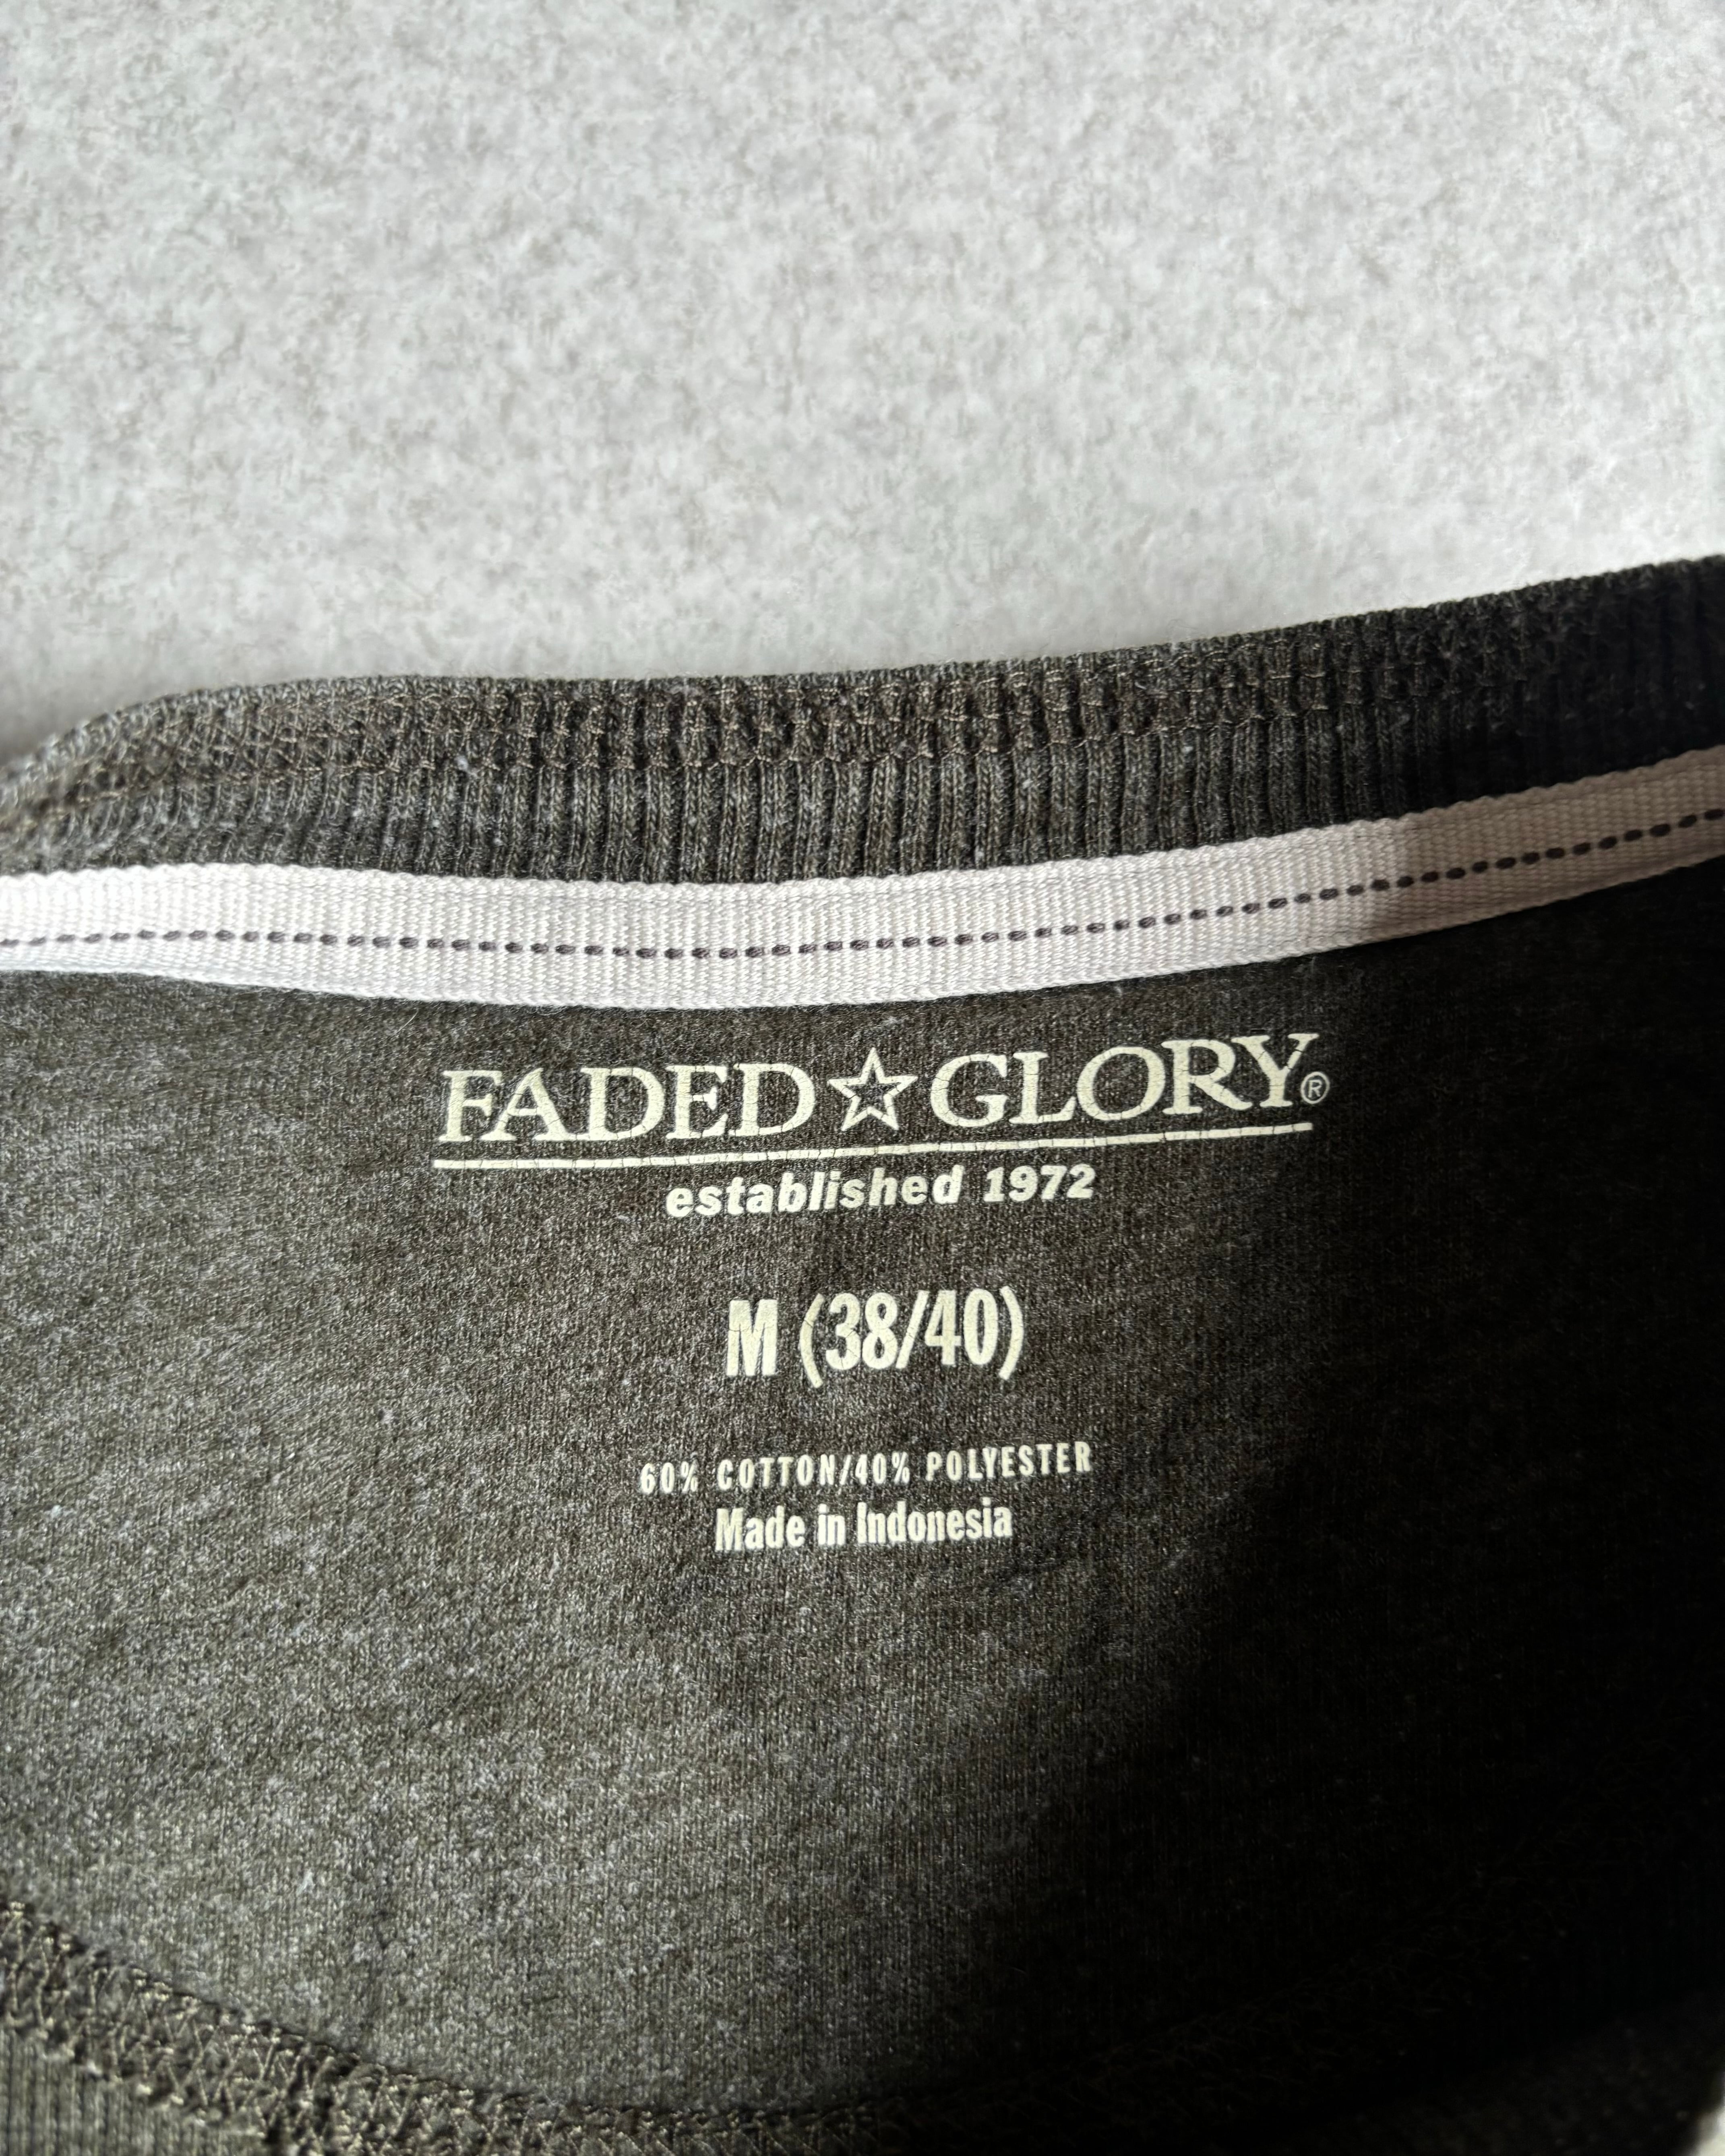 FADED☆GLORY®
established 1972
M (38/40)
60% COTTON/40% POLYESTER
Made in Indonesia